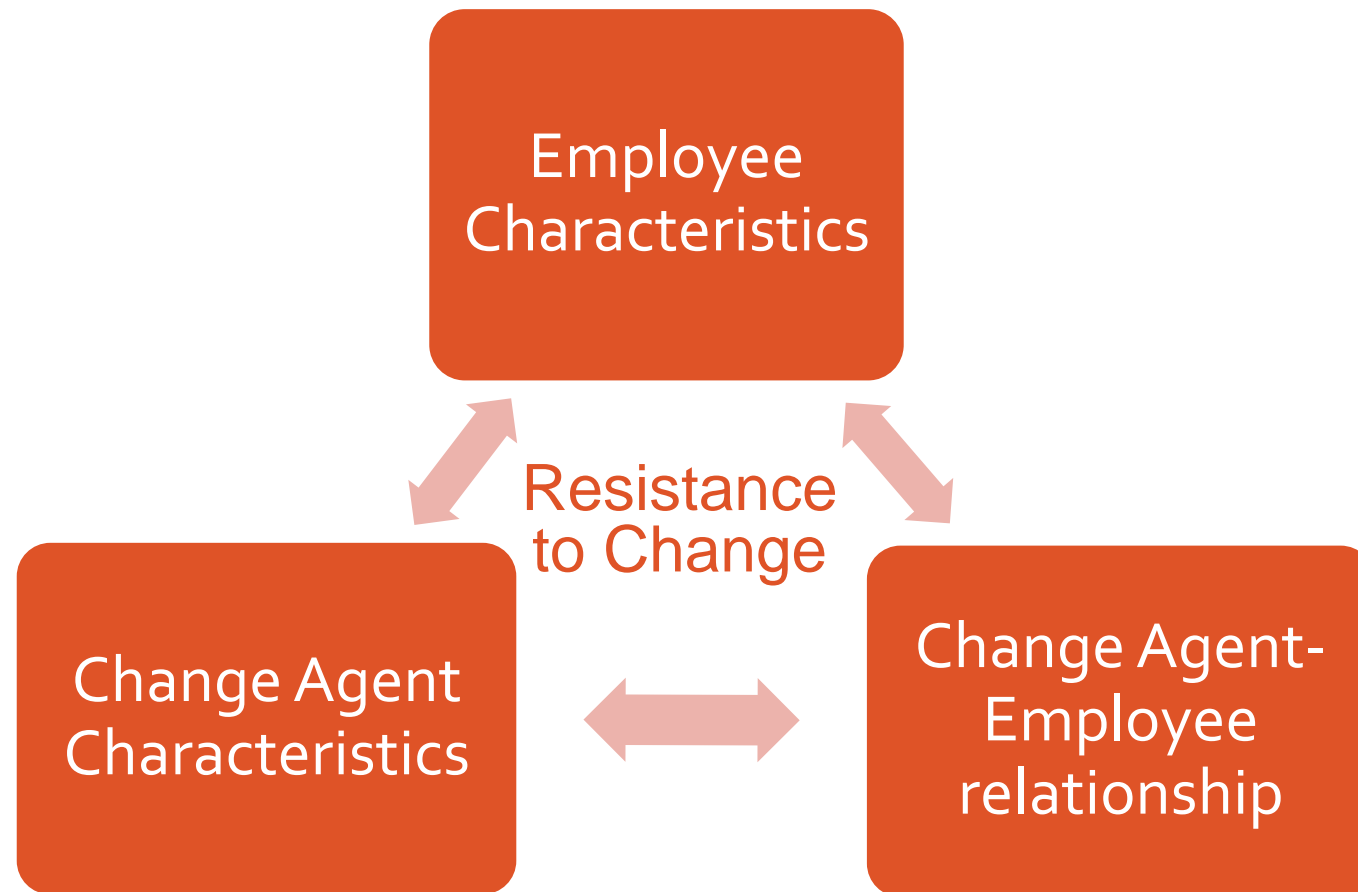 Employee
Characteristics
Resistance
to Change
Change Agent
Characteristics
Change Agent-
Employee
relationship